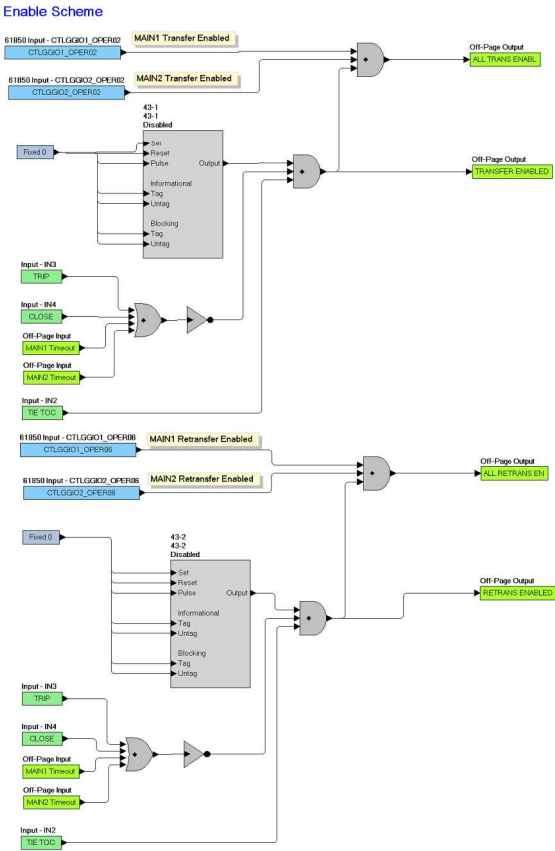 Enable Scheme
61850 Input - CTLGGIO1_OPER02
CTLGGIO1_OPER02
MAIN1 Transfer Enabled
61850 Input - CTLGGIO2_OPER02
CTLGGIO2_OPER02
MAIN2 Transfer Enabled
Off-Page Output
ALL TRANS ENABL
43-1
43-1
Disabled
Fixed 0
Set
Reset
Pulse
Output
Informational
Tag
Untag
Blocking
Tag
Untag
Off-Page Output
TRANSFER ENABLED
Input - IN3
TRIP
Input - IN4
CLOSE
Off-Page Input
MAIN1 Timeout
Off-Page Input
MAIN2 Timeout
Input - IN2
TIE TOC
61850 Input - CTLGGIO1_OPER06
CTLGGIO1_OPER06
MAIN1 Retransfer Enabled
61850 Input - CTLGGIO2_OPER06
CTLGGIO2_OPER06
MAIN2 Retransfer Enabled
Off-Page Output
ALL RETRANS EN
43-2
43-2
Disabled
Fixed 0
Set
Reset
Pulse
Output
Informational
Tag
Untag
Blocking
Tag
Untag
Off-Page Output
RETRANS ENABLED
Input - IN3
TRIP
Input - IN4
CLOSE
Off-Page Input
MAIN1 Timeout
Off-Page Input
MAIN2 Timeout
Input - IN2
TIE TOC